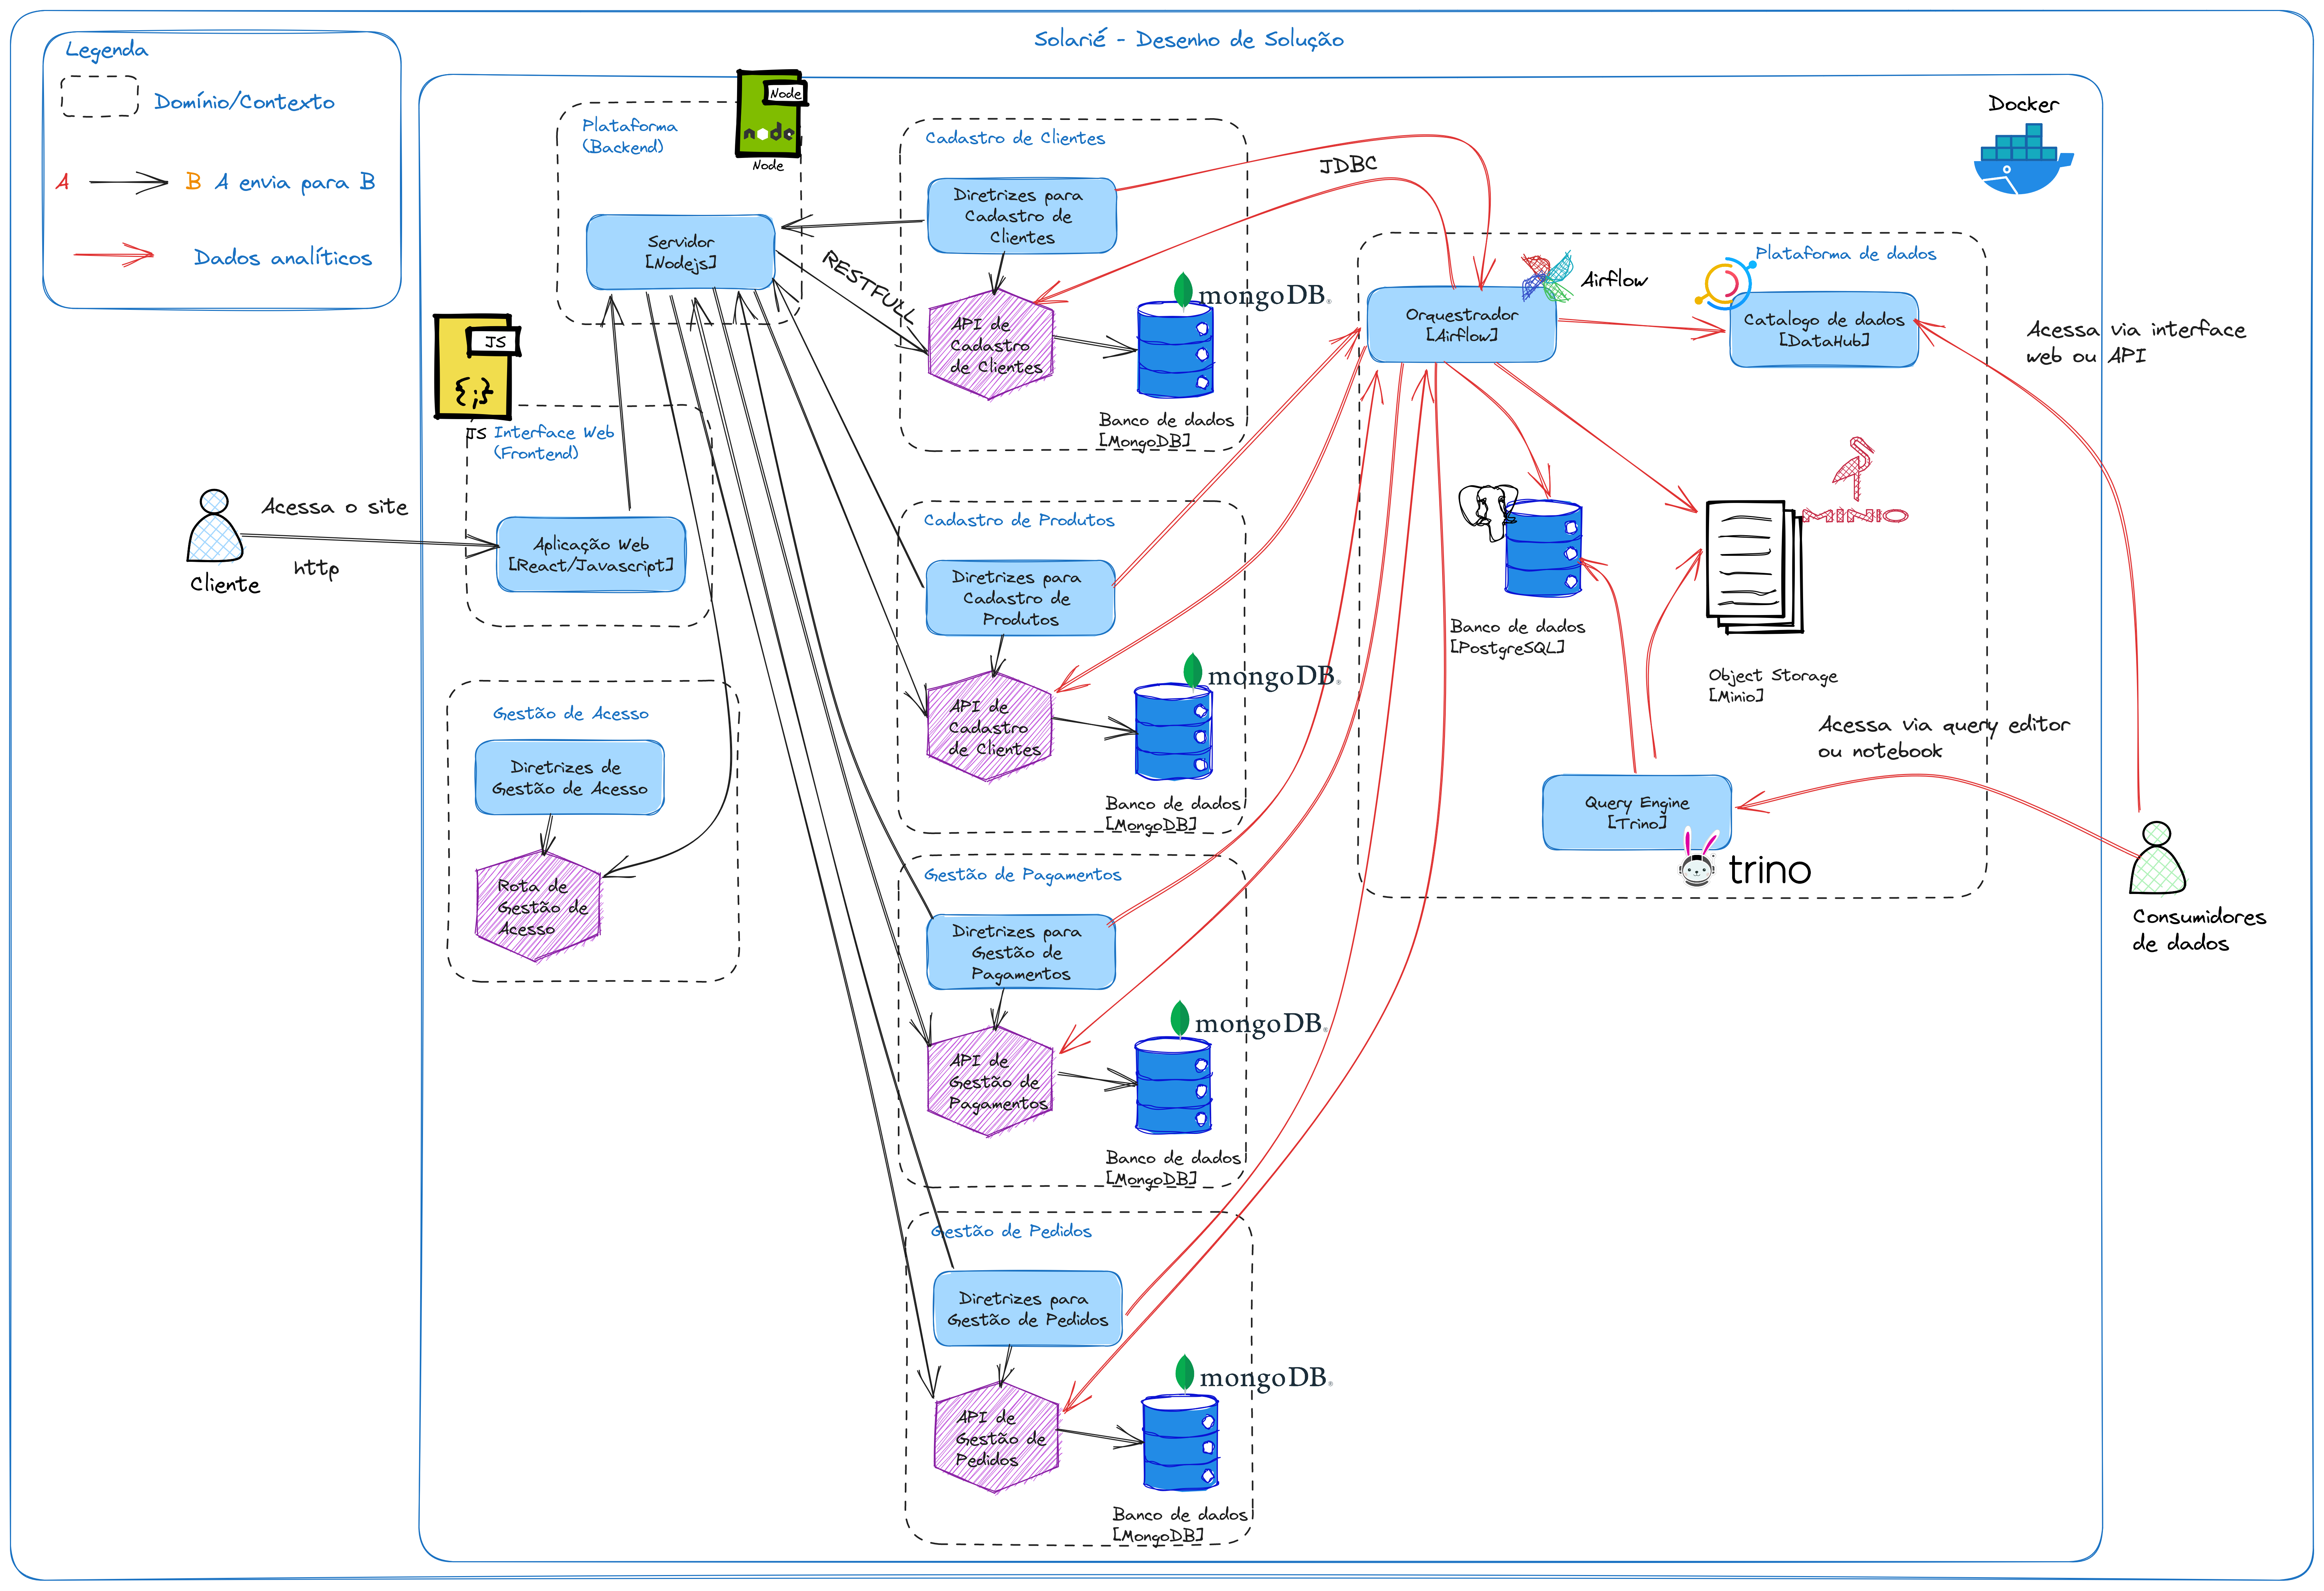 Solarié - Desenho de Solução
Legenda
Domínio/Contexto
A
B
A envia para B
Dados analíticos
Docker
Plataforma
(Backend)
Node
node
Node
Servidor
[Nodejs]
RESTFULL
JS
{;}
JS
Interface Web
(Frontend)
Aplicação Web
[React/Javascript]
Acessa o site
http
Cliente
Gestão de Acesso
Diretrizes de
Gestão de Acesso
Rota de
Gestão de
Acesso
Cadastro de Clientes
Diretrizes para
Cadastro de
Clientes
API de
Cadastro
de Clientes
mongoDB®
Banco de dados
[MongoDB]
JDBC
Cadastro de Produtos
Diretrizes para
Cadastro de
Produtos
API de
Cadastro
de Clientes
mongoDB®
Banco de dados
[MongoDB]
Gestão de Pagamentos
Diretrizes para
Gestão de
Pagamentos
API de
Gestão de
Pagamentos
mongoDB®
Banco de dados
[MongoDB]
Gestão de Pedidos
Diretrizes para
Gestão de Pedidos
API de
Gestão de
Pedidos
mongoDB®
Banco de dados
[MongoDB]
Plataforma de dados
Airflow
Orquestrador
[Airflow]
Catalogo de dados
[DataHub]
Banco de dados
[PostgreSQL]
MINIO
Object Storage
[Minio]
Query Engine
[Trino]
trino
Acessa via interface
web ou API
Acessa via query editor
ou notebook
Consumidores
de dados